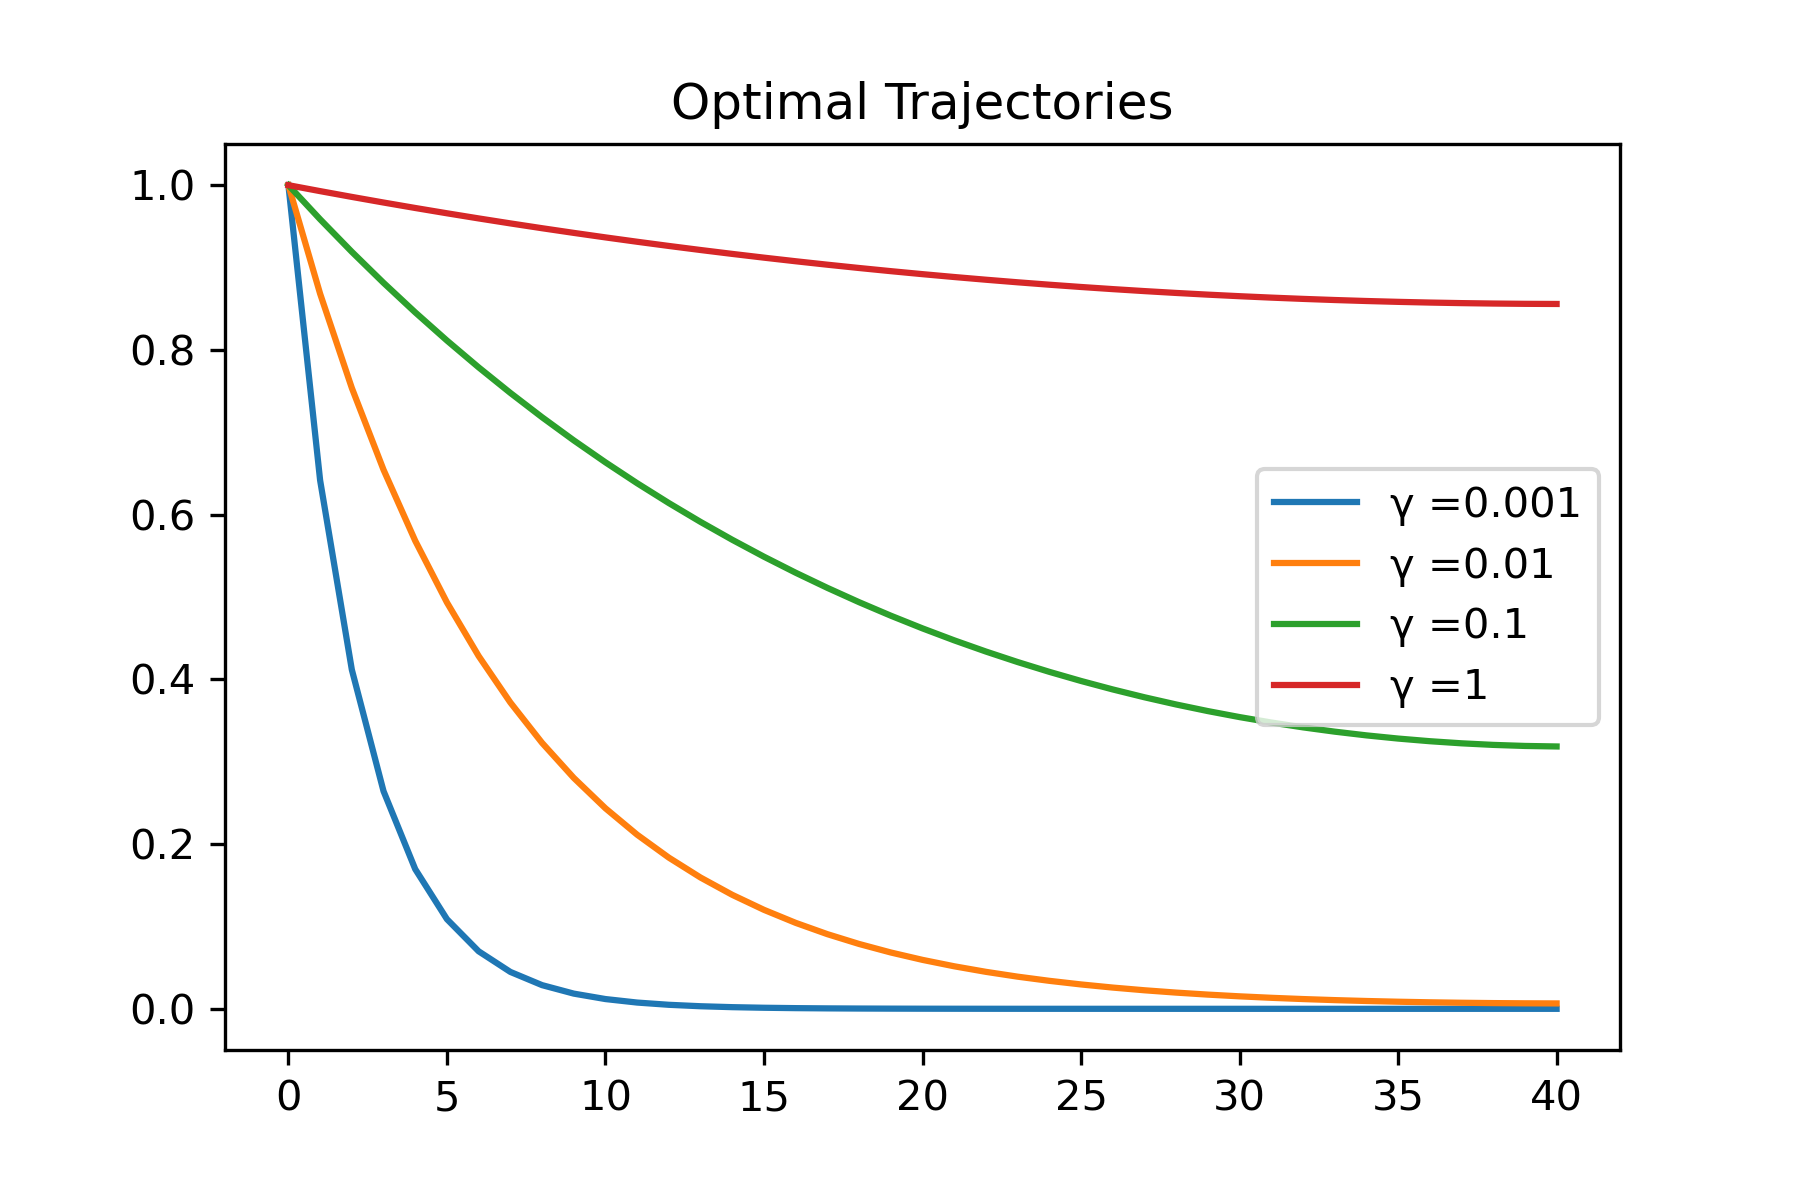 Optimal Trajectories
1.0
0.8
0.6
0.4
0.2
0.0
γ =0.001
γ =0.01
γ =0.1
γ =1
0 5 10 15 20 25 30 35 40